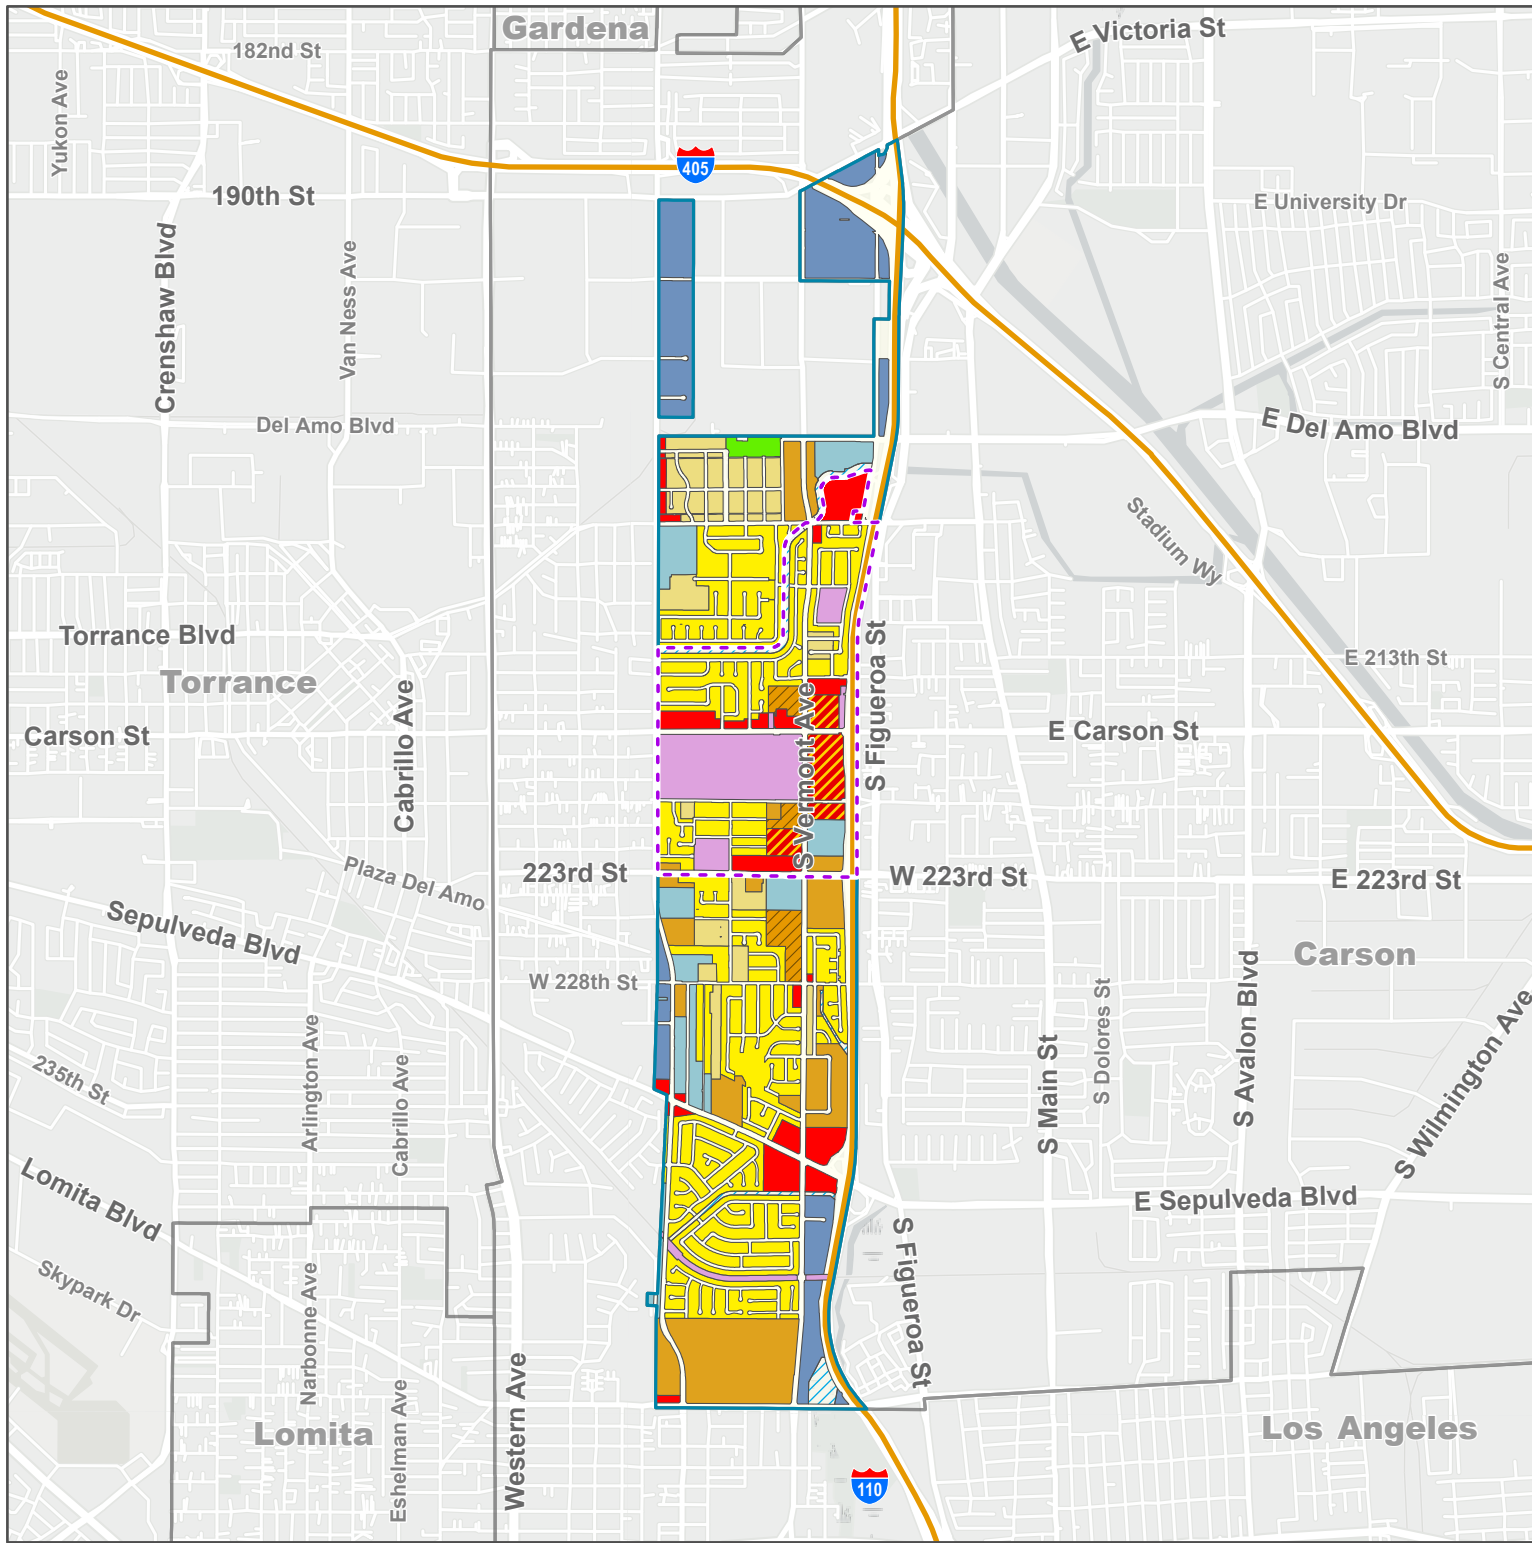 Gardena
182nd St
E Victoria St
Yukon Ave
405
190th St
E University Dr
Crenshaw Blvd
Van Ness Ave
S Central Ave
Del Amo Blvd
E Del Amo Blvd
Stadium Wy
Torrance Blvd
Torrance
S Figueroa St
E 213th St
Cabrillo Ave
S Vermont Ave
Carson St
E Carson St
Plaza Del Amo
223rd St
W 223rd St
E 223rd St
Sepulveda Blvd
W 228th St
Carson
S Avalon Blvd
S Dolores St
S Main St
S Wilmington Ave
Arlington Ave
235th St
Cabrillo Ave
Lomita Blvd
E Sepulveda Blvd
S Figueroa St
Skypark Dr
Narbonne Ave
Eshelman Ave
Western Ave
Lomita
Los Angeles
110